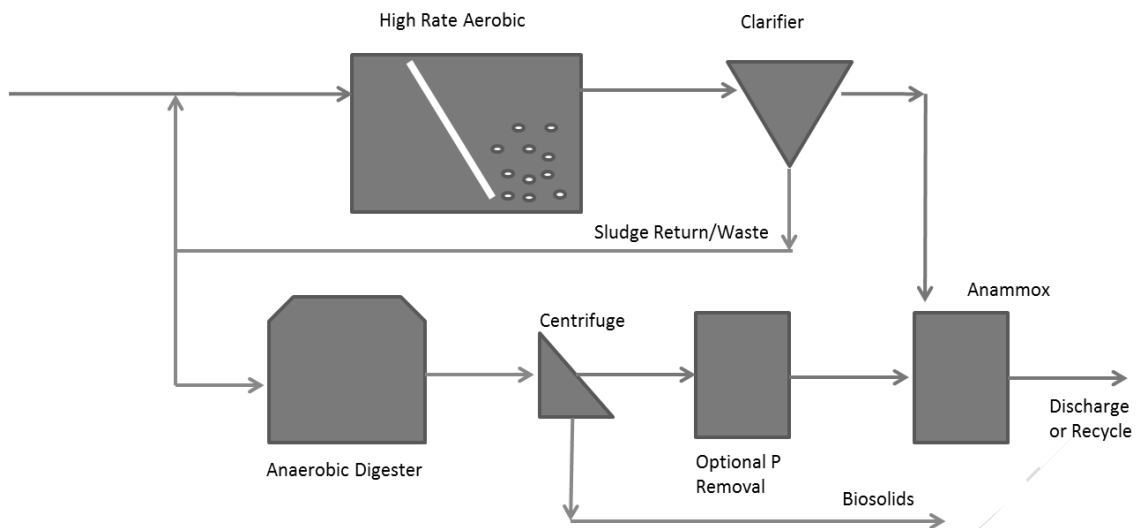 High Rate Aerobic
Clarifier
Sludge Return/Waste
Anammox
Centrifuge
Discharge
or Recycle
Anaerobic Digester
Optional P
Removal
Biosolids